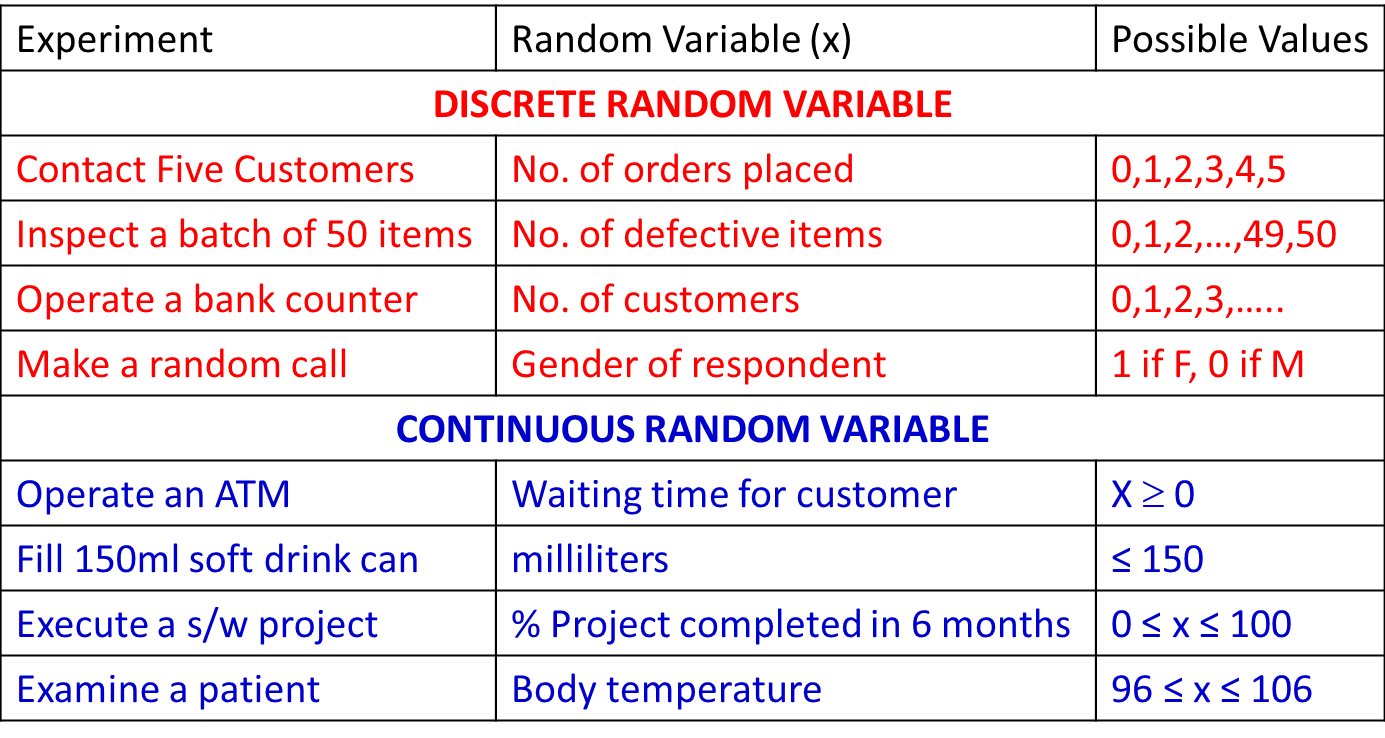 Experiment Random Variable (x) Possible Values
DISCRETE RANDOM VARIABLE
Contact Five Customers No. of orders placed 0,1,2,3,4,5
Inspect a batch of 50 items No. of defective items 0,1,2,...,49,50
Operate a bank counter No. of customers 0,1,2,3,.....
Make a random call Gender of respondent 1 if F, 0 if M
CONTINUOUS RANDOM VARIABLE
Operate an ATM Waiting time for customer X ≥ 0
Fill 150ml soft drink can milliliters ≤ 150
Execute a s/w project % Project completed in 6 months 0 ≤ x ≤ 100
Examine a patient Body temperature 96 ≤ x ≤ 106